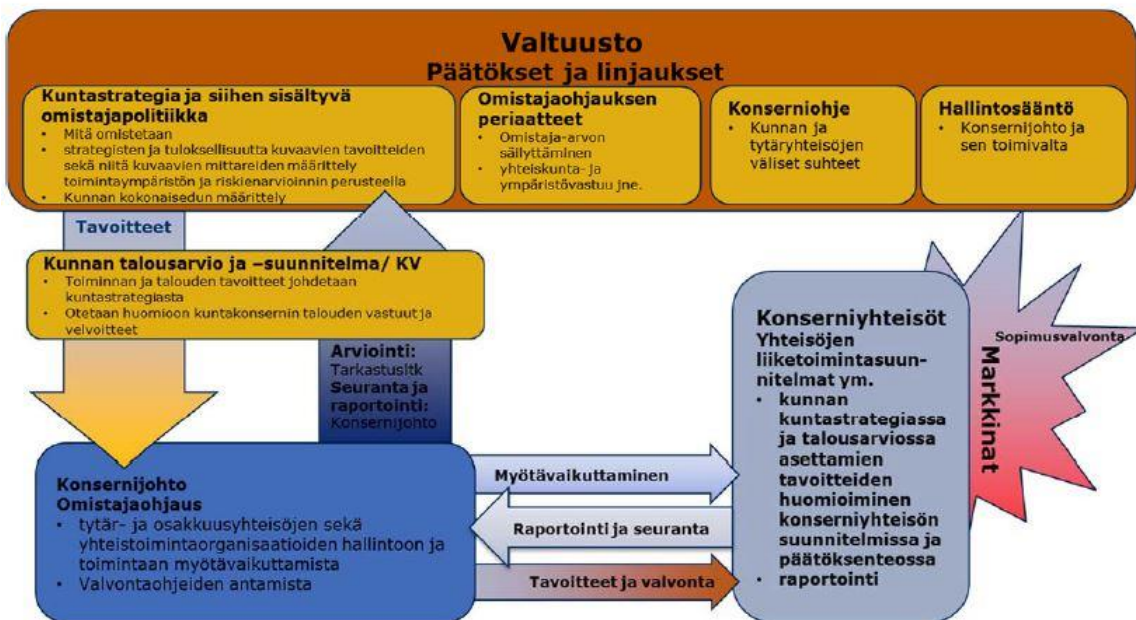 Valtuusto
Päätökset ja linjaukset
Kuntastrategia ja siihen sisältyvä
omistajapolitiikka
• Mitä omistetaan
• strategisten ja tuloksellisuutta kuvaavien tavoitteiden
sekä niitä kuvaavien mittareiden määrittely
toimintaympäristön ja riskienarvioinnin perusteella
• Kunnan kokonaisedun määrittely
Omistajaohjauksen
periaatteet
• Omistaja-arvon
säilyttäminen
• yhteiskunta- ja
ympäristövastuu jne.
Konserniohje
• Kunnan ja
tytäryhteisöjen
väliset suhteet
Hallintosääntö
• Konsernijohto ja
sen toimivalta
Tavoitteet
Kunnan talousarvio ja –suunnitelma/ KV
• Toiminnan ja talouden tavoitteet johdetaan
kuntastrategiasta
• Otetaan huomioon kuntakonsernin talouden vastuut ja
velvoitteet
Arviointi:
Tarkastusltk
Seuranta ja
raportointi:
Konsernijohto
Konsernijohto
Omistajaohjaus
• tytär- ja osakkuusyhteisöjen sekä
yhteistoimintaorganisaatioiden hallintoon ja
toimintaan myötävaikuttamista
• Valvontaohjeiden antamista
Myötävaikuttaminen
Raportointi ja seuranta
Tavoitteet ja valvonta
Konserniyhteisöt
Yhteisöjen
liiketoimintasuun-
nitelmat ym.
• kunnan
kuntastrategiassa
ja talousarviossa
asettamien
tavoitteiden
huomioiminen
konserniyhteisön
suunnitelmissa ja
päätöksenteossa
• raportointi
Sopimusvalvonta
Markkinat